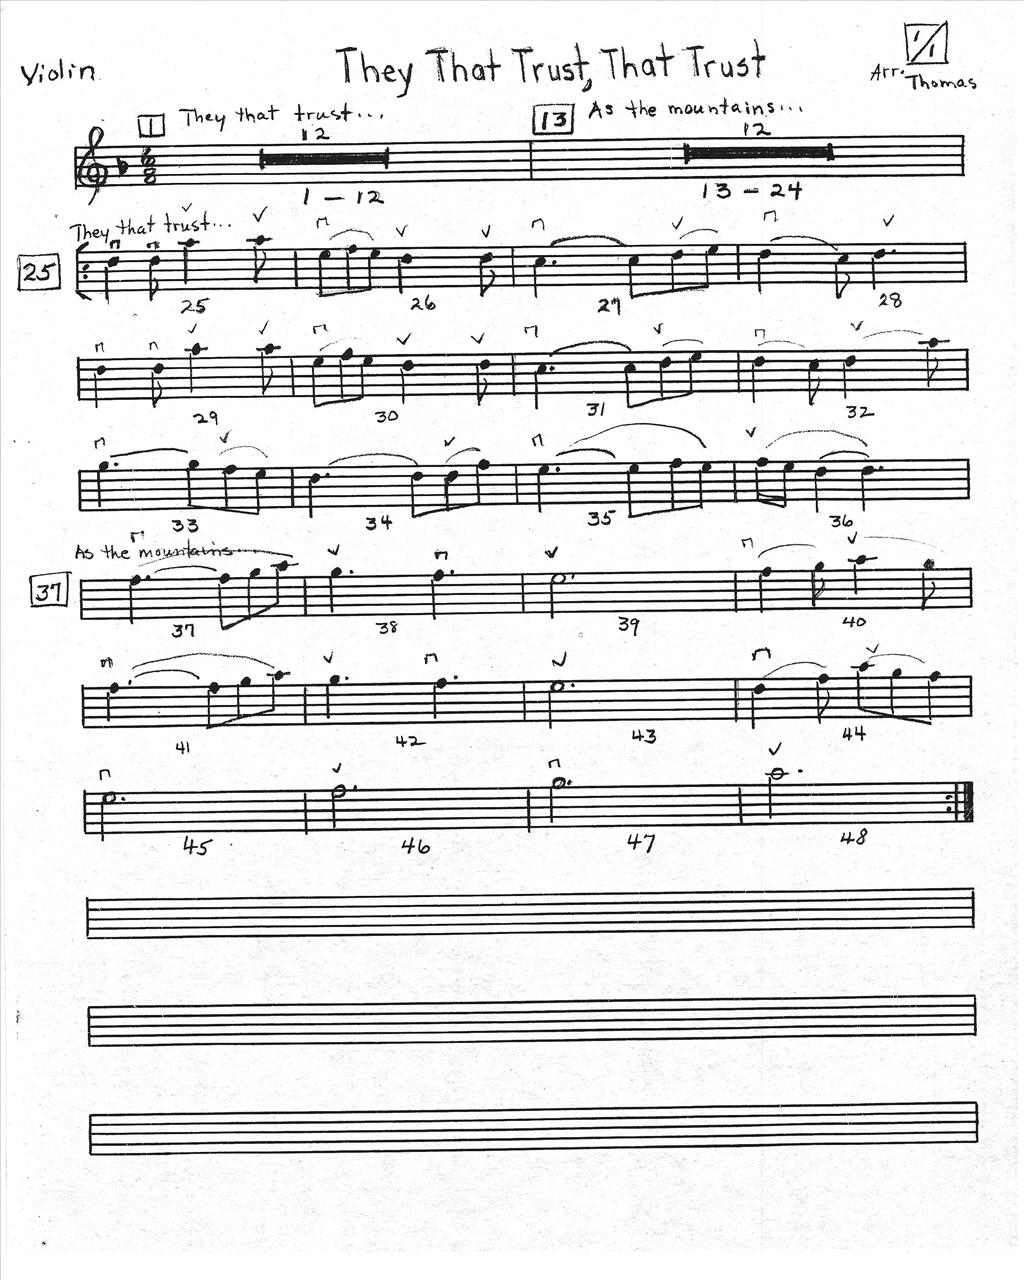 Violin
They That Trust, That Trust
1/1
Arr. Thomas
1 They that trust... 13 As the mountains...
12 12
6 8
1 - 12 13 - 24
They that trust...
25
25 26 27 28
29 30 31 32
33 34 35 36
As the mountains...
37
37 38 39 40
41 42 43 44
45 46 47 48